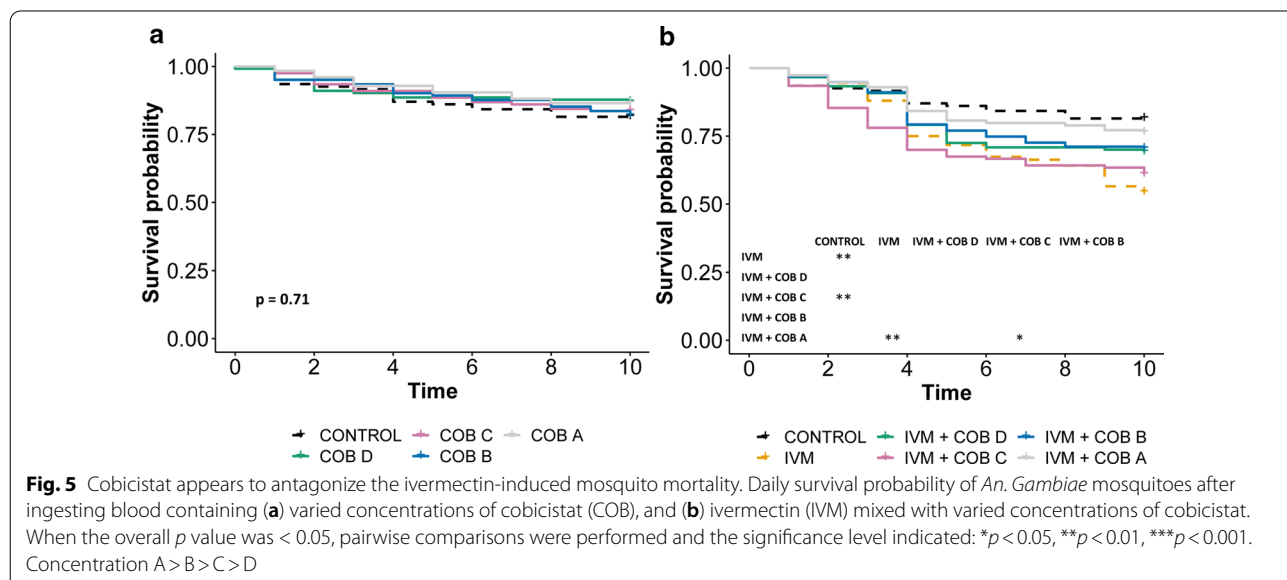 a
1.00
0.75
0.50
0.25
0.00
Survival probability
p = 0.71
0 2 4 6 8 10
Time
CONTROL COB C COB A
COB D COB B
b
1.00
0.75
0.50
0.25
0.00
Survival probability
CONTROL IVM IVM + COB D IVM + COB C IVM + COB B
IVM **
IVM + COB D
IVM + COB C **
IVM + COB B
IVM + COB A ** *
0 2 4 6 8 10
Time
CONTROL IVM + COB D IVM + COB B
IVM IVM + COB C IVM + COB A
Fig. 5 Cobicistat appears to antagonize the ivermectin-induced mosquito mortality. Daily survival probability of An. Gambiae mosquitoes after
ingesting blood containing (a) varied concentrations of cobicistat (COB), and (b) ivermectin (IVM) mixed with varied concentrations of cobicistat.
When the overall p value was < 0.05, pairwise comparisons were performed and the significance level indicated: *p < 0.05, **p < 0.01, ***p < 0.001.
Concentration A > B > C > D